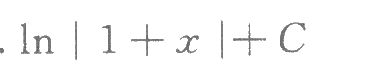 . ln | 1 + x | + C